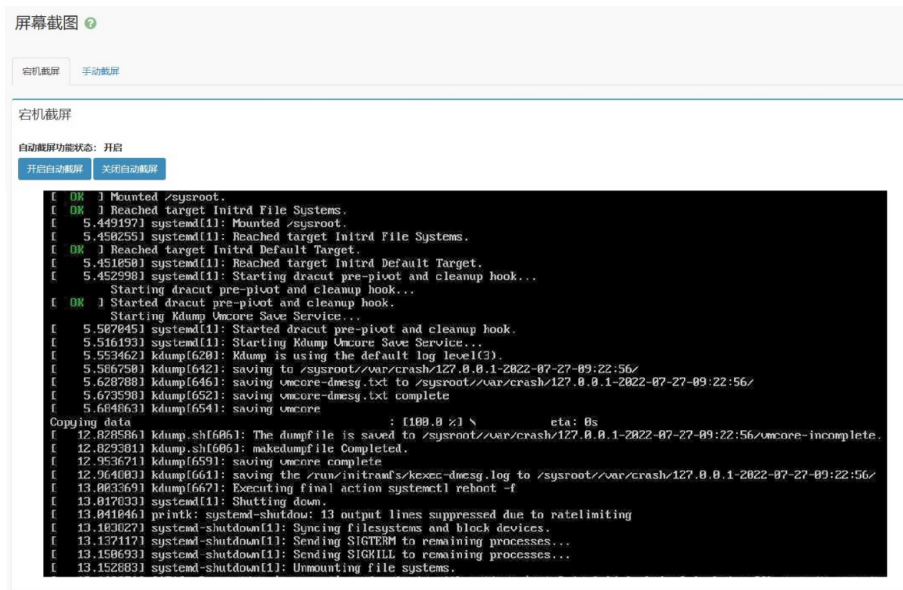 屏幕截图
宕机截屏 手动截屏
宕机截屏
自动截屏功能状态: 开启
开启自动截屏 关闭自动截屏
[  OK  ] Mounted /sysroot.
[  OK  ] Reached target Initrd File Systems.
[    5.449197] systemd[1]: Mounted /sysroot.
[    5.450255] systemd[1]: Reached target Initrd File Systems.
[  OK  ] Reached target Initrd Default Target.
[    5.451050] systemd[1]: Reached target Initrd Default Target.
[    5.452998] systemd[1]: Starting dracut pre-pivot and cleanup hook...
Starting dracut pre-pivot and cleanup hook...
[  OK  ] Started dracut pre-pivot and cleanup hook.
Starting Kdump Vmcore Save Service...
[    5.507045] systemd[1]: Started dracut pre-pivot and cleanup hook.
[    5.516193] systemd[1]: Starting Kdump Vmcore Save Service...
[    5.553462] kdump[620]: Kdump is using the default log level(3).
[    5.586750] kdump[642]: saving to /sysroot//var/crash/127.0.0.1-2022-07-27-09:22:56/
[    5.628788] kdump[646]: saving vmcore-dmesg.txt to /sysroot//var/crash/127.0.0.1-2022-07-27-09:22:56/
[    5.673598] kdump[652]: saving vmcore-dmesg.txt complete
[    5.684863] kdump[654]: saving vmcore
Copying data : [100.0 %] \ eta: 0s
[   12.828586] kdump.sh[606]: The dumpfile is saved to /sysroot//var/crash/127.0.0.1-2022-07-27-09:22:56/vmcore-incomplete.
[   12.829381] kdump.sh[606]: makedumpfile Completed.
[   12.953671] kdump[659]: saving vmcore complete
[   12.964803] kdump[661]: saving the /run/initramfs/kexec-dmesg.log to /sysroot//var/crash/127.0.0.1-2022-07-27-09:22:56/
[   13.003369] kdump[667]: Executing final action systemctl reboot -f
[   13.017833] systemd[1]: Shutting down.
[   13.041046] printk: systemd-shutdow: 13 output lines suppressed due to ratelimiting
[   13.103827] systemd-shutdown[1]: Syncing filesystems and block devices.
[   13.137117] systemd-shutdown[1]: Sending SIGTERM to remaining processes...
[   13.150693] systemd-shutdown[1]: Sending SIGKILL to remaining processes...
[   13.152883] systemd-shutdown[1]: Unmounting file systems.